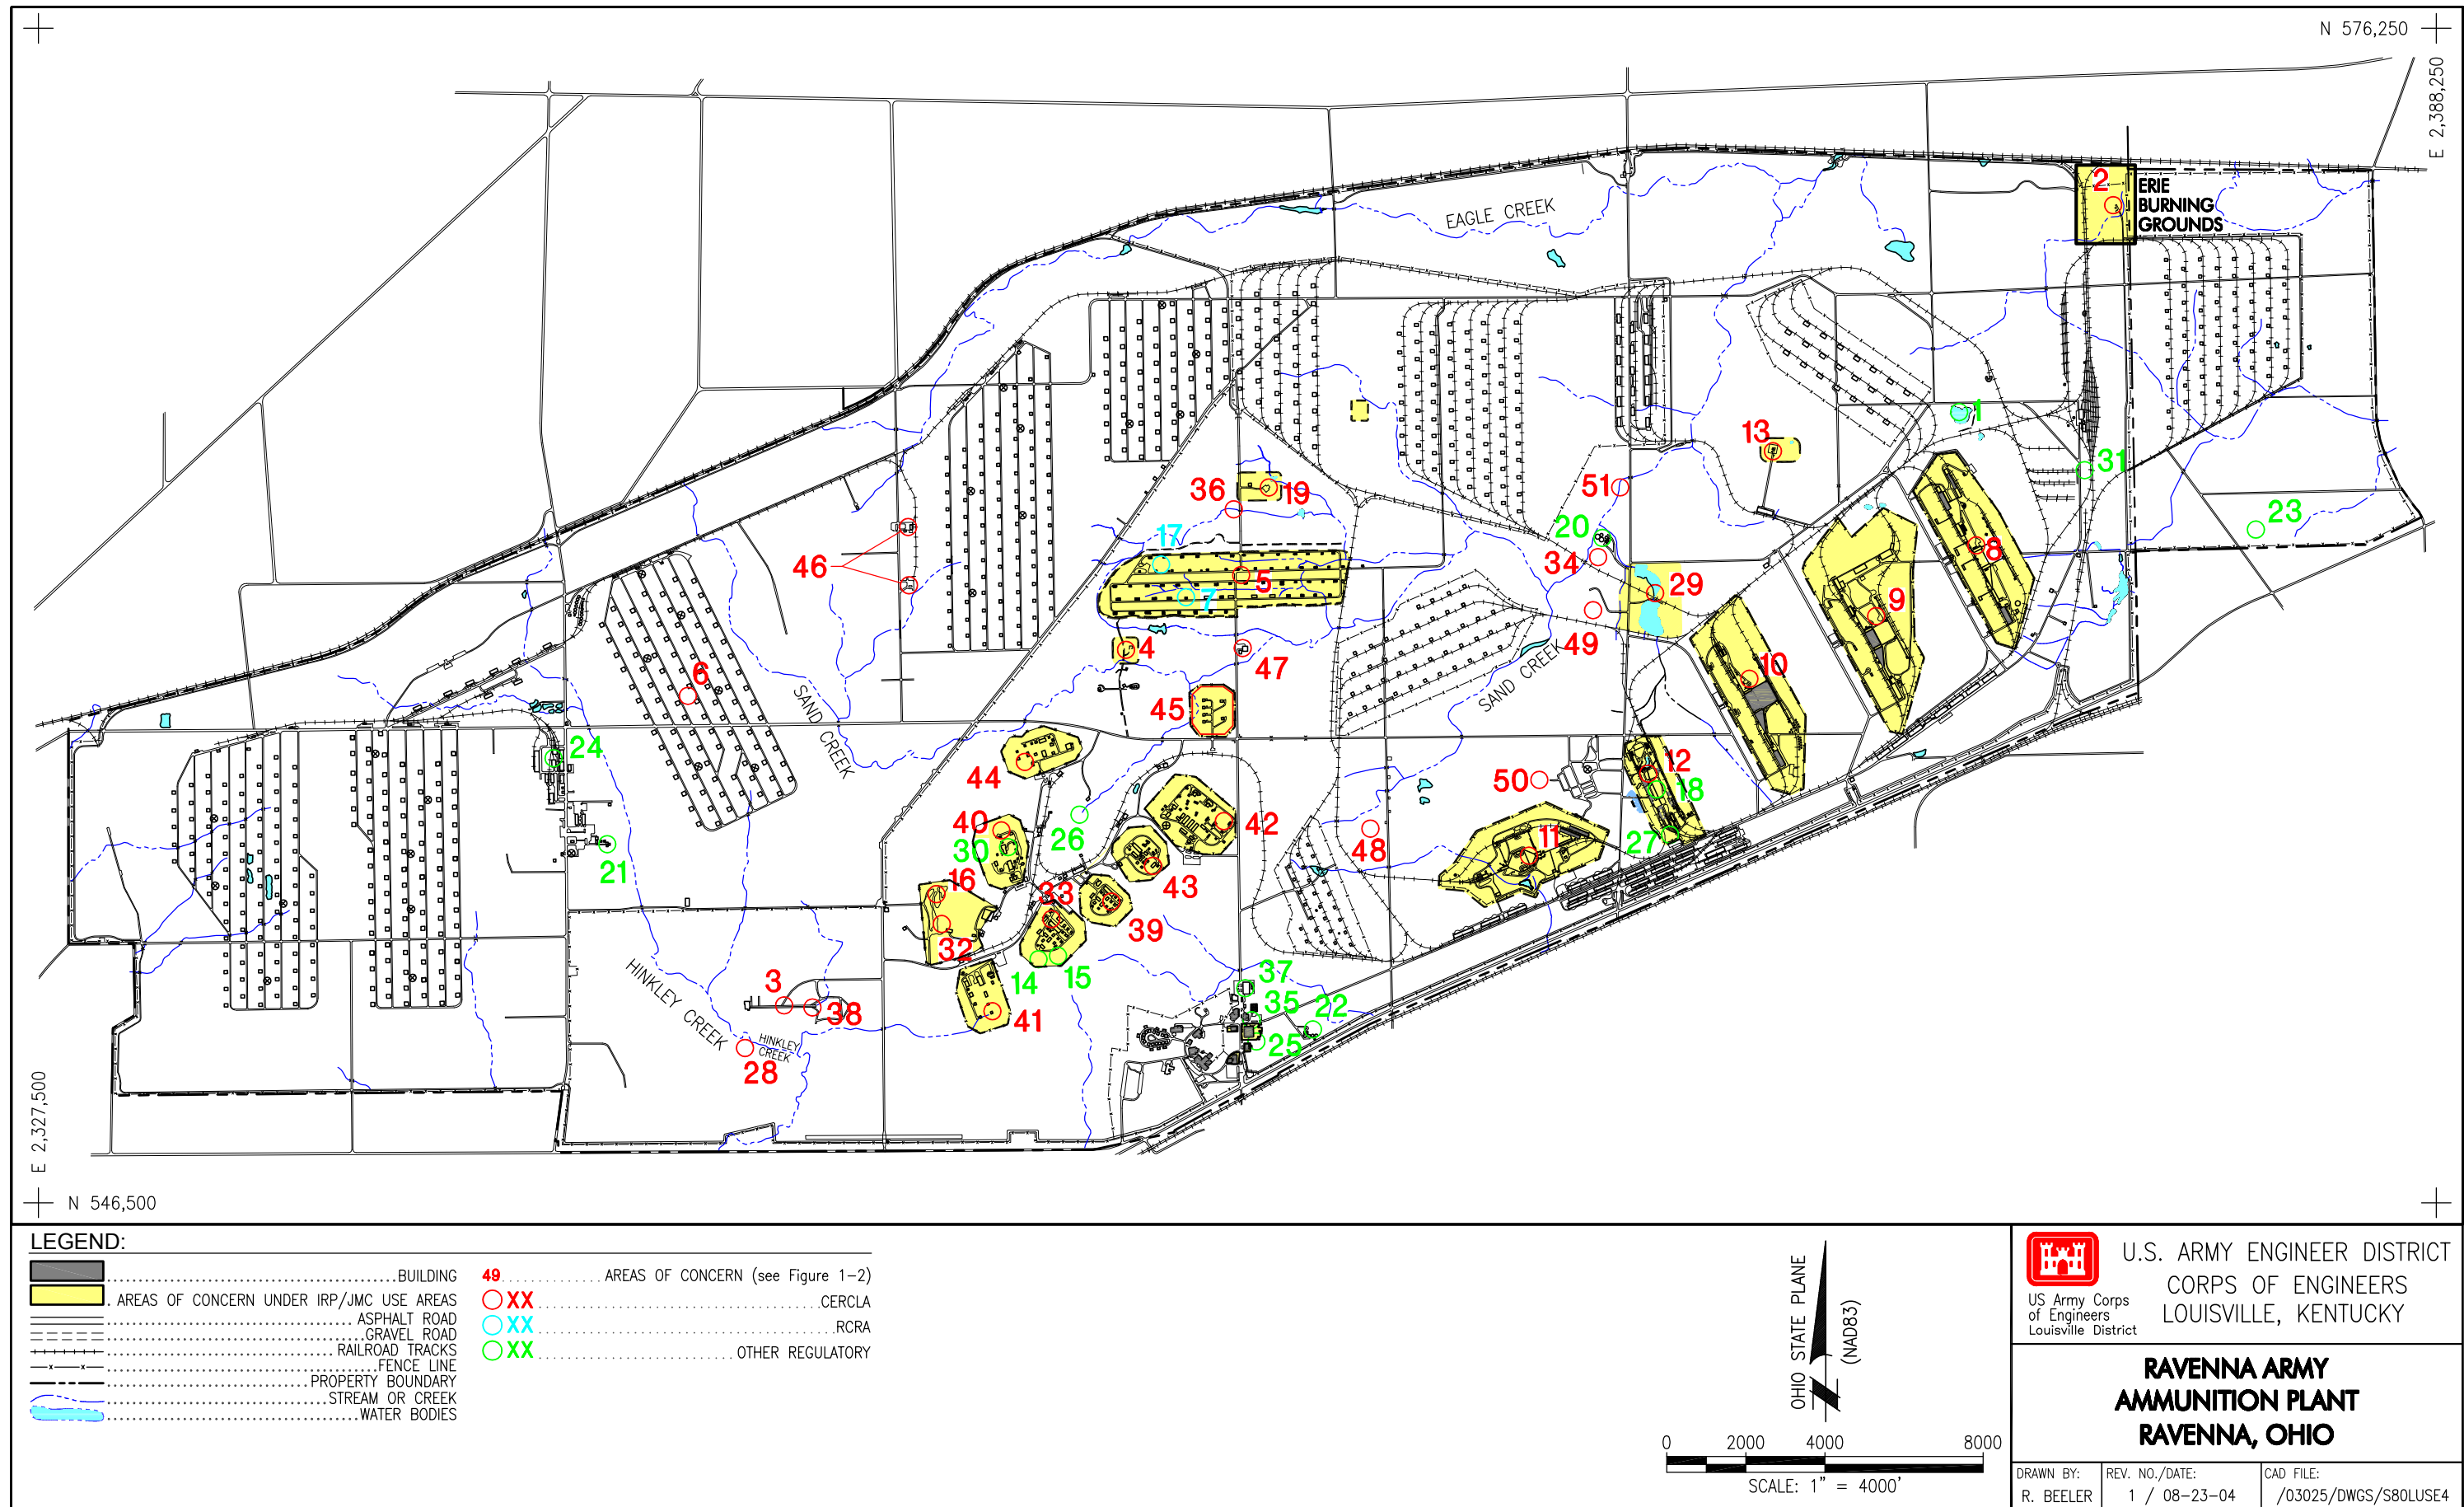 N 576,250
E 2,388,250
2
ERIE
BURNING
GROUNDS
EAGLE CREEK
1
13
31
36
19
51
23
17
20
46
34
8
5
29
7
9
4
49
47
10
6
SAND CREEK
SAND CREEK
45
24
44
12
50
18
40
26
42
30
11
27
48
21
43
16
33
39
32
14
15
37
HINKLEY CREEK
3
35
22
38
41
25
HINKLEY
CREEK
28
E 2,327,500
N 546,500
LEGEND:
BUILDING
AREAS OF CONCERN UNDER IRP/JMC USE AREAS
ASPHALT ROAD
GRAVEL ROAD
RAILROAD TRACKS
FENCE LINE
PROPERTY BOUNDARY
STREAM OR CREEK
WATER BODIES
49 AREAS OF CONCERN (see Figure 1-2)
XX CERCLA
XX RCRA
XX OTHER REGULATORY
OHIO STATE PLANE
(NAD83)
0 2000 4000 8000
SCALE: 1" = 4000'
US Army Corps
of Engineers
Louisville District
U.S. ARMY ENGINEER DISTRICT
CORPS OF ENGINEERS
LOUISVILLE, KENTUCKY
RAVENNA ARMY
AMMUNITION PLANT
RAVENNA, OHIO
DRAWN BY:
R. BEELER
REV. NO./DATE:
1 / 08-23-04
CAD FILE:
/03025/DWGS/S80LUSE4